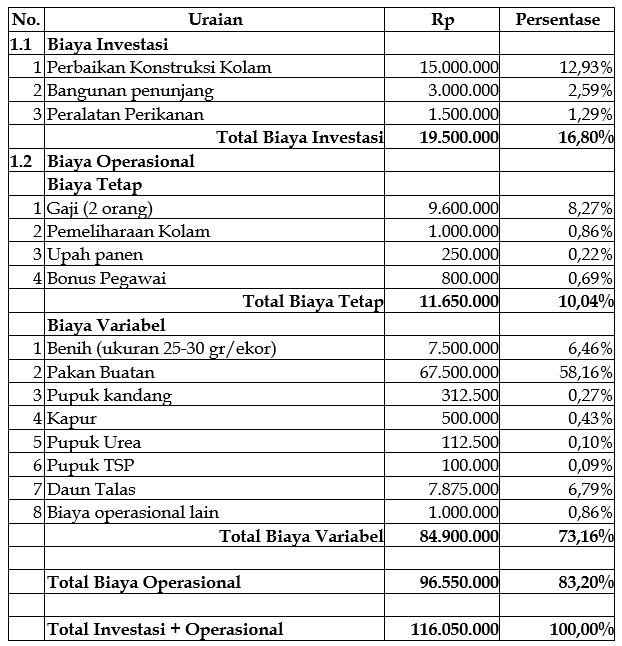 No. Uraian Rp Persentase
1.1 Biaya Investasi
1 Perbaikan Konstruksi Kolam 15.000.000 12,93%
2 Bangunan penunjang 3.000.000 2,59%
3 Peralatan Perikanan 1.500.000 1,29%
Total Biaya Investasi 19.500.000 16,80%
1.2 Biaya Operasional
Biaya Tetap
1 Gaji (2 orang) 9.600.000 8,27%
2 Pemeliharaan Kolam 1.000.000 0,86%
3 Upah panen 250.000 0,22%
4 Bonus Pegawai 800.000 0,69%
Total Biaya Tetap 11.650.000 10,04%
Biaya Variabel
1 Benih (ukuran 25-30 gr/ekor) 7.500.000 6,46%
2 Pakan Buatan 67.500.000 58,16%
3 Pupuk kandang 312.500 0,27%
4 Kapur 500.000 0,43%
5 Pupuk Urea 112.500 0,10%
6 Pupuk TSP 100.000 0,09%
7 Daun Talas 7.875.000 6,79%
8 Biaya operasional lain 1.000.000 0,86%
Total Biaya Variabel 84.900.000 73,16%
Total Biaya Operasional 96.550.000 83,20%
Total Investasi + Operasional 116.050.000 100,00%